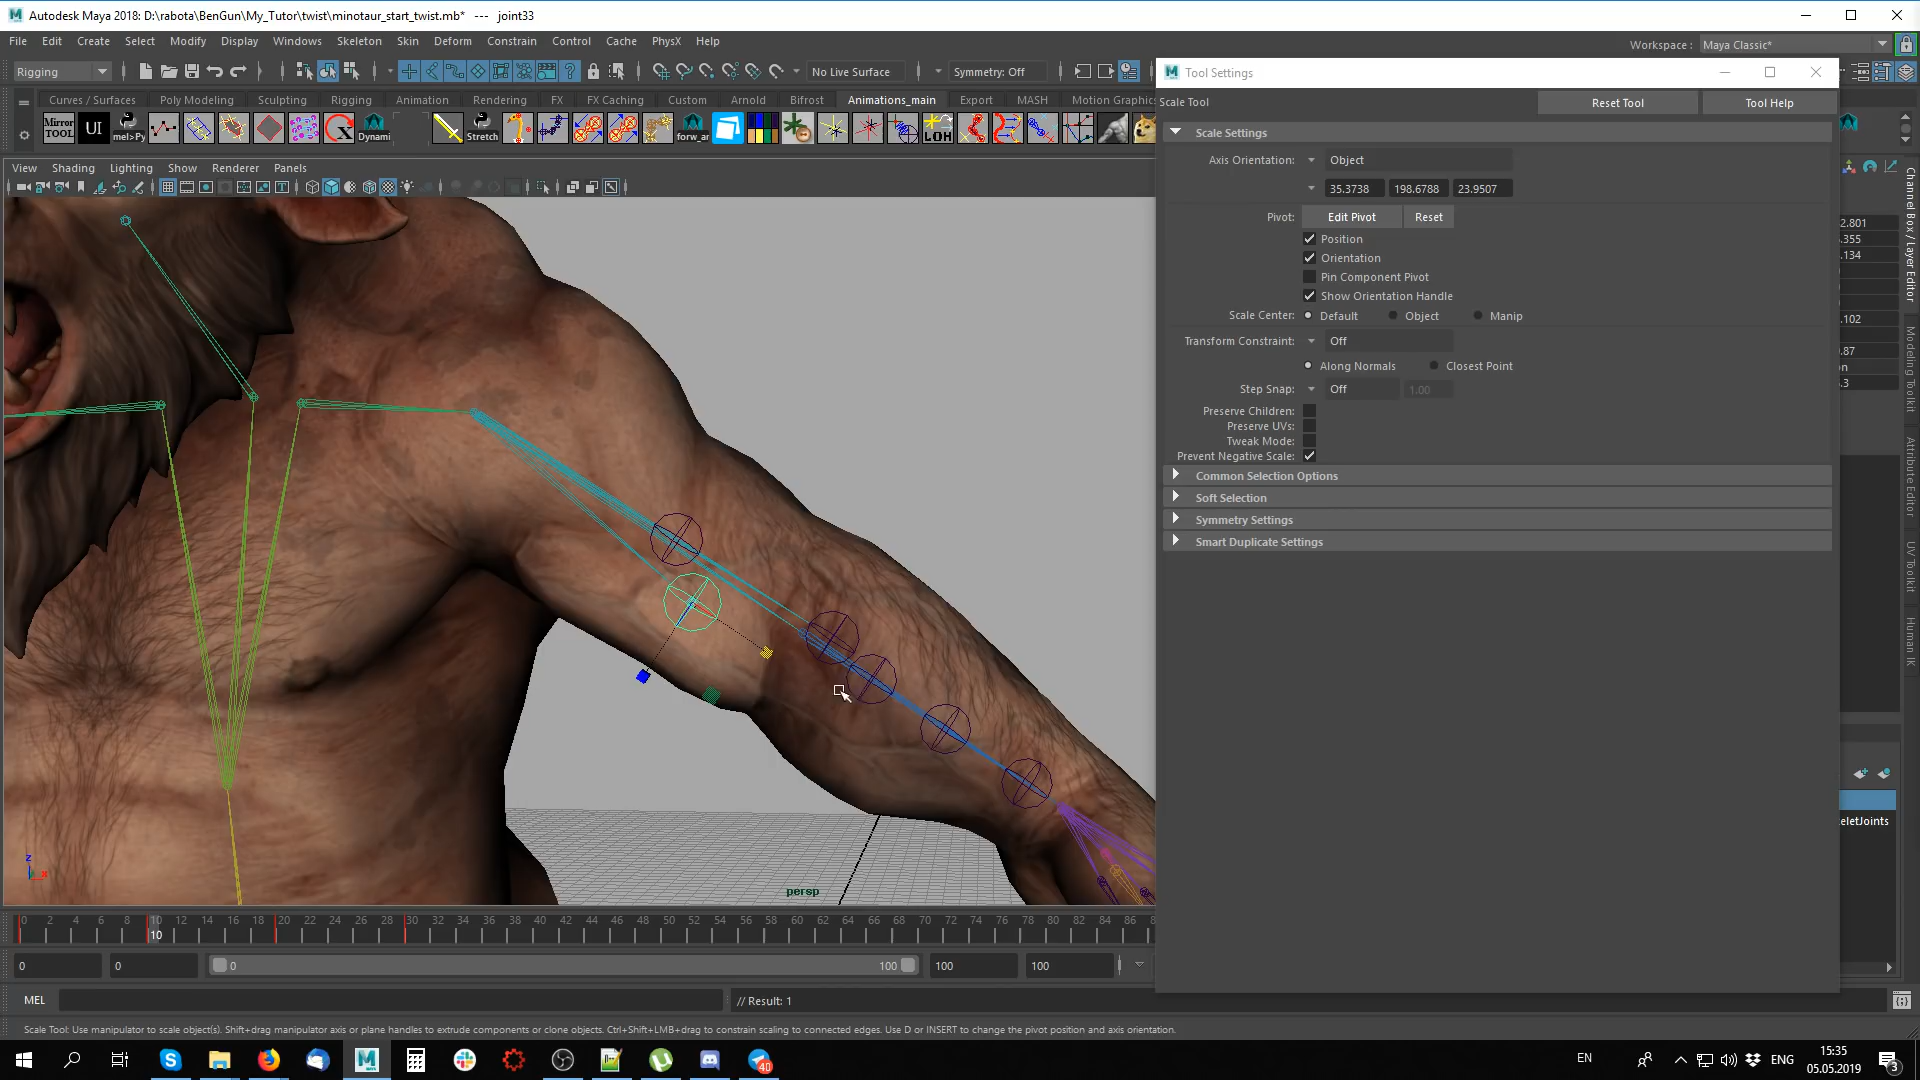 Autodesk Maya 2018: D:\rabota\BenGun\My_Tutor\twist\minotaur_start_twist.mb*   ---   joint33
File Edit Create Select Modify Display Windows Skeleton Skin Deform Constrain Control Cache PhysX Help
Workspace : Maya Classic*
Rigging No Live Surface Symmetry: Off
Tool Settings
Curves / Surfaces Poly Modeling Sculpting Rigging Animation Rendering FX FX Caching Custom Arnold Bifrost Animations_main Export MASH Motion Graphics
Scale Tool Reset Tool Tool Help
Mirror TOOL UI mel>Py Dynami Stretch forw_ar LOH
Scale Settings
View Shading Lighting Show Renderer Panels
Axis Orientation: Object
35.3738 198.6788 23.9507
Pivot: Edit Pivot Reset
Position
Orientation
Pin Component Pivot
Show Orientation Handle
Scale Center: Default Object Manip
Transform Constraint: Off
Along Normals Closest Point
Step Snap: Off 1.00
Preserve Children:
Preserve UVs:
Tweak Mode:
Prevent Negative Scale:
Common Selection Options
Soft Selection
Symmetry Settings
Smart Duplicate Settings
2.801
.355
.134
.102
0.87
on
.3
eletJoints
Channel Box / Layer Editor
Modeling Toolkit
Attribute Editor
UV Toolkit
Human IK
z
x
persp
0 2 4 6 8 10 12 14 16 18 20 22 24 26 28 30 32 34 36 38 40 42 44 46 48 50 52 54 56 58 60 62 64 66 68 70 72 74 76 78 80 82 84 86
10
0 0 0 100 100 100
MEL // Result: 1
Scale Tool: Use manipulator to scale object(s). Shift+drag manipulator axis or plane handles to extrude components or clone objects. Ctrl+Shift+LMB+drag to constrain scaling to connected edges. Use D or INSERT to change the pivot position and axis orientation.
40
EN
ENG
15:35
05.05.2019
3